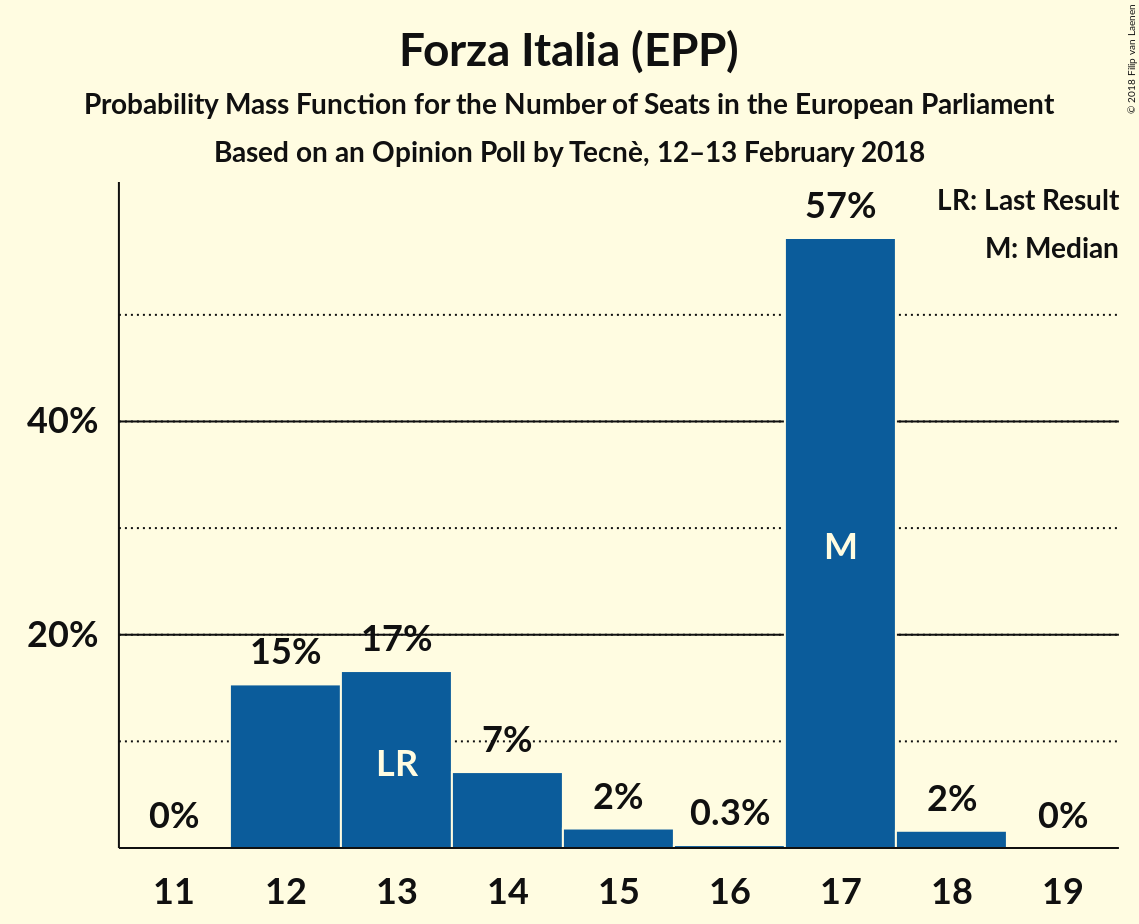 Forza Italia (EPP)
Probability Mass Function for the Number of Seats in the European Parliament
Based on an Opinion Poll by Tecnè, 12–13 February 2018
© 2018 Filip van Laenen
LR: Last Result
M: Median
57%
40%
M
20%
15%
17%
LR
7%
0%
2%
0.3%
2%
0%
11
12
13
14
15
16
17
18
19